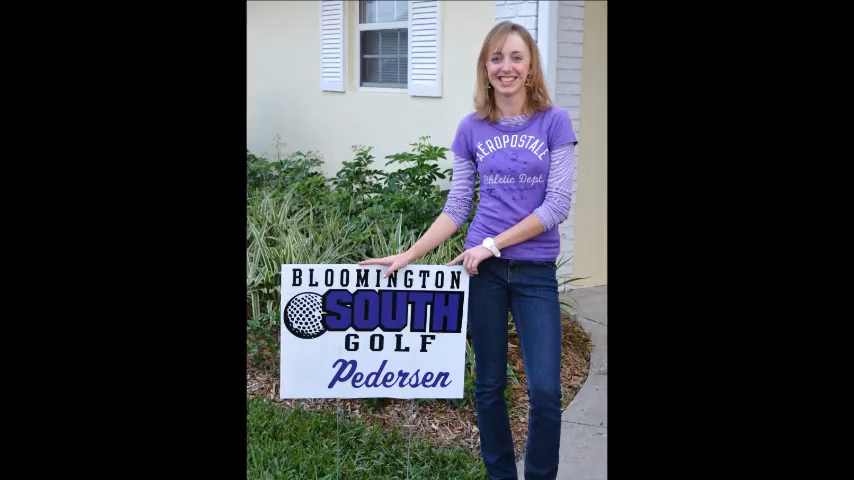 AÉROPOSTALE
Athletic Dept.
BLOOMINGTON
SOUTH
GOLF
Pedersen